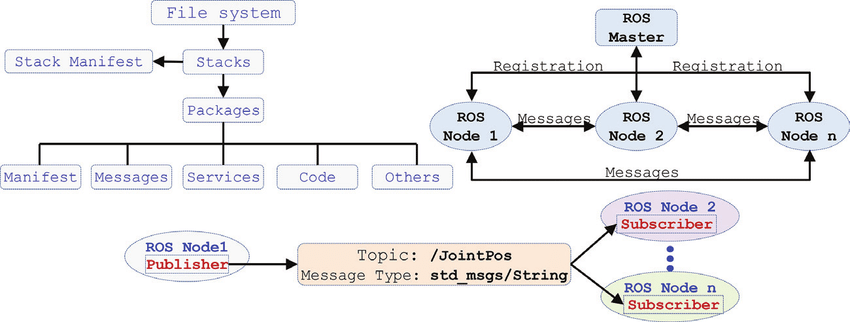 File system
Stack Manifest
Stacks
Packages
Manifest
Messages
Services
Code
Others
ROS
Master
Registration
Registration
ROS
Node 1
Messages
ROS
Node 2
Messages
ROS
Node n
Messages
ROS Node1
Publisher
Topic: /JointPos
Message Type: std_msgs/String
ROS Node 2
Subscriber
ROS Node n
Subscriber